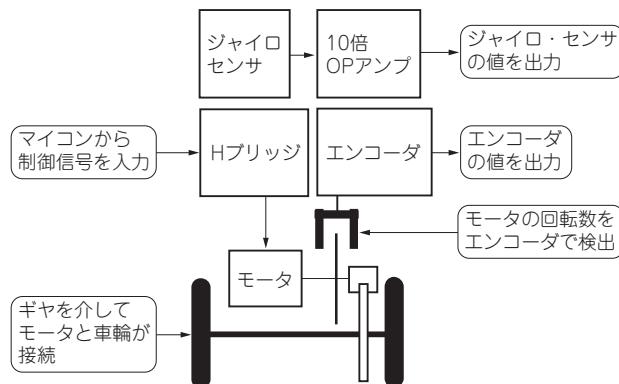 ジャイロ
センサ
10倍
OPアンプ
ジャイロ・センサ
の値を出力
マイコンから
制御信号を入力
Hブリッジ
エンコーダ
エンコーダ
の値を出力
モータの回転数を
エンコーダで検出
モータ
ギヤを介して
モータと車輪が
接続